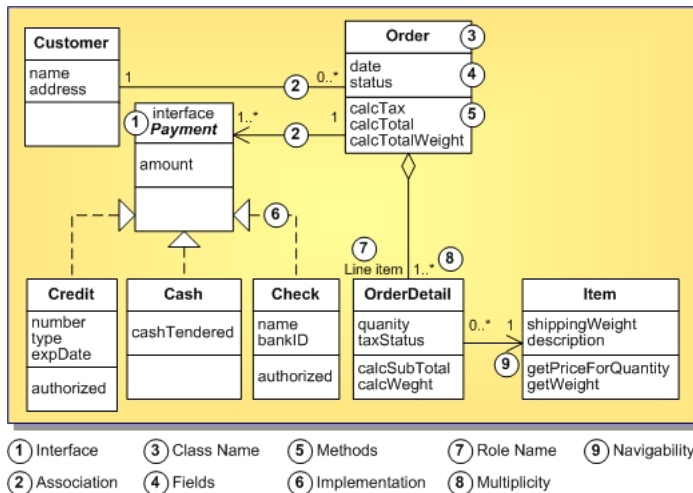 Customer
name
address
1
2
0..*
Order
3
date
status
4
calcTax
calcTotal
calcTotalWeight
5
1
interface
Payment
amount
1..*
2
1
6
7
Line item
1..*
8
Credit
number
type
expDate
authorized
Cash
cashTendered
Check
name
bankID
authorized
OrderDetail
quanity
taxStatus
calcSubTotal
calcWeght
0..*
1
9
Item
shippingWeight
description
getPriceForQuantity
getWeight
1 Interface
3 Class Name
5 Methods
7 Role Name
9 Navigability
2 Association
4 Fields
6 Implementation
8 Multiplicity